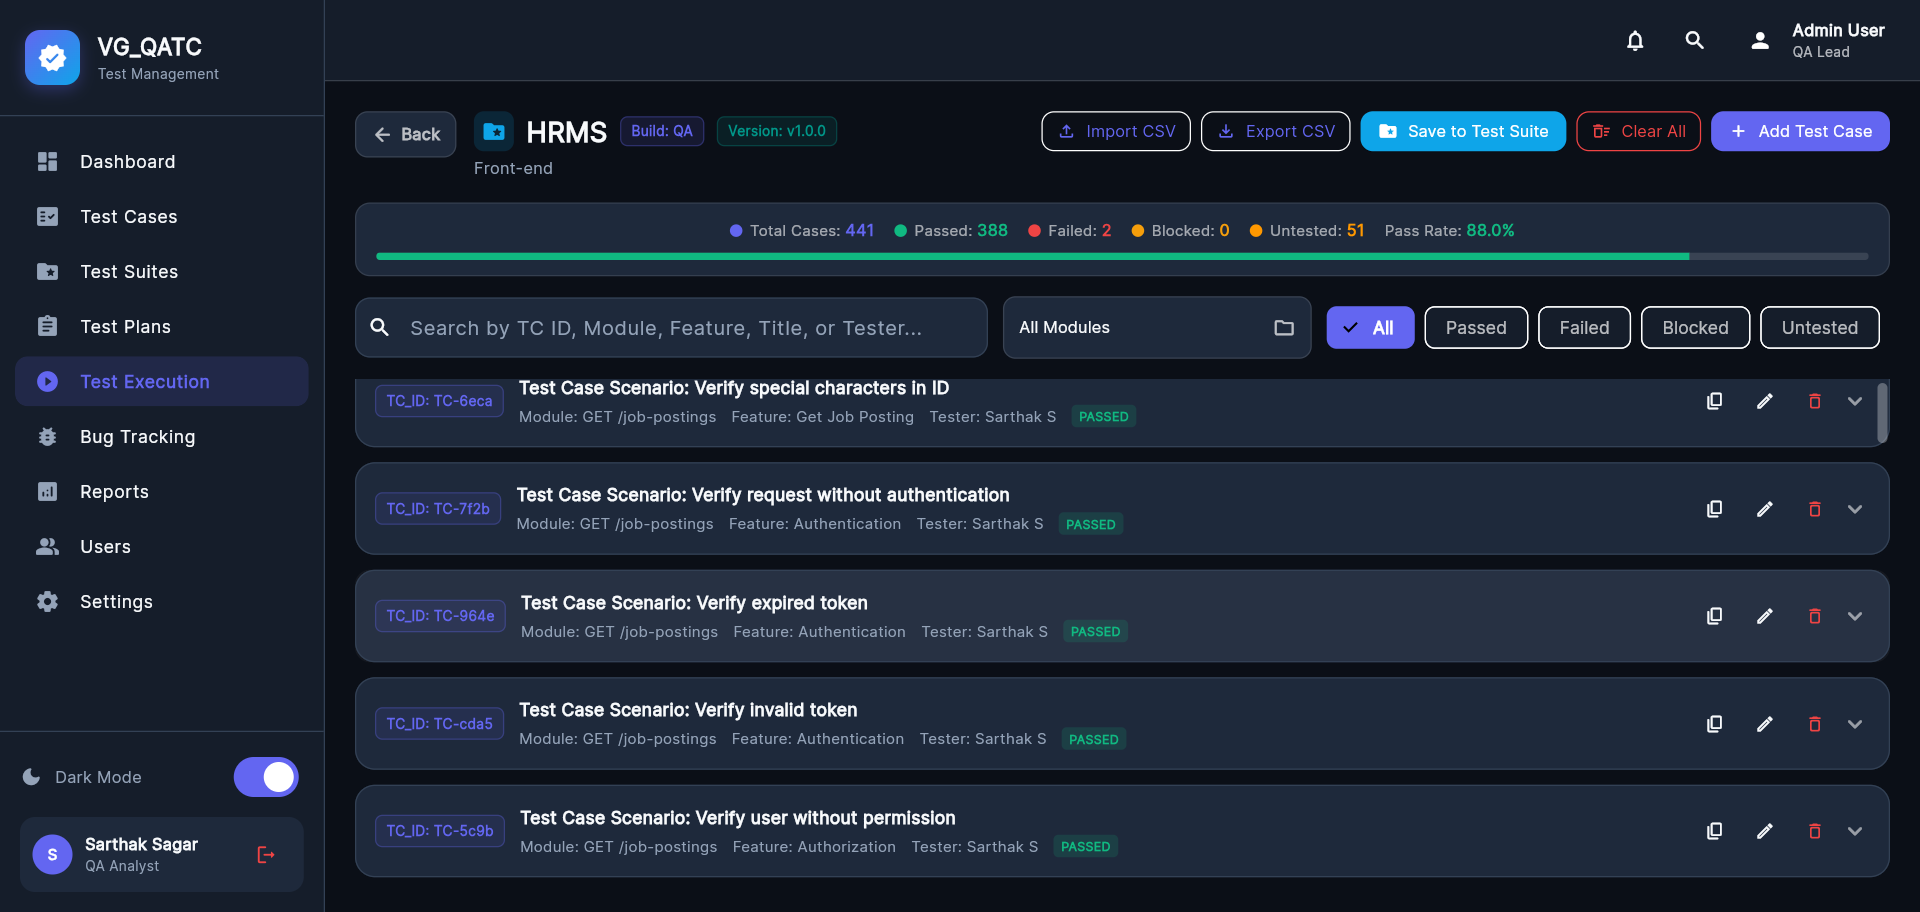 VG_QATC
Test Management
Dashboard
Test Cases
Test Suites
Test Plans
Test Execution
Bug Tracking
Reports
Users
Settings
Dark Mode
S
Sarthak Sagar
QA Analyst
Admin User
QA Lead
Back
HRMS
Build: QA
Version: v1.0.0
Front-end
Import CSV
Export CSV
Save to Test Suite
Clear All
Add Test Case
Total Cases: 441 Passed: 388 Failed: 2 Blocked: 0 Untested: 51 Pass Rate: 88.0%
Search by TC ID, Module, Feature, Title, or Tester...
All Modules
All
Passed
Failed
Blocked
Untested
TC_ID: TC-6eca
Test Case Scenario: Verify special characters in ID
Module: GET /job-postings Feature: Get Job Posting Tester: Sarthak S PASSED
TC_ID: TC-7f2b
Test Case Scenario: Verify request without authentication
Module: GET /job-postings Feature: Authentication Tester: Sarthak S PASSED
TC_ID: TC-964e
Test Case Scenario: Verify expired token
Module: GET /job-postings Feature: Authentication Tester: Sarthak S PASSED
TC_ID: TC-cda5
Test Case Scenario: Verify invalid token
Module: GET /job-postings Feature: Authentication Tester: Sarthak S PASSED
TC_ID: TC-5c9b
Test Case Scenario: Verify user without permission
Module: GET /job-postings Feature: Authorization Tester: Sarthak S PASSED